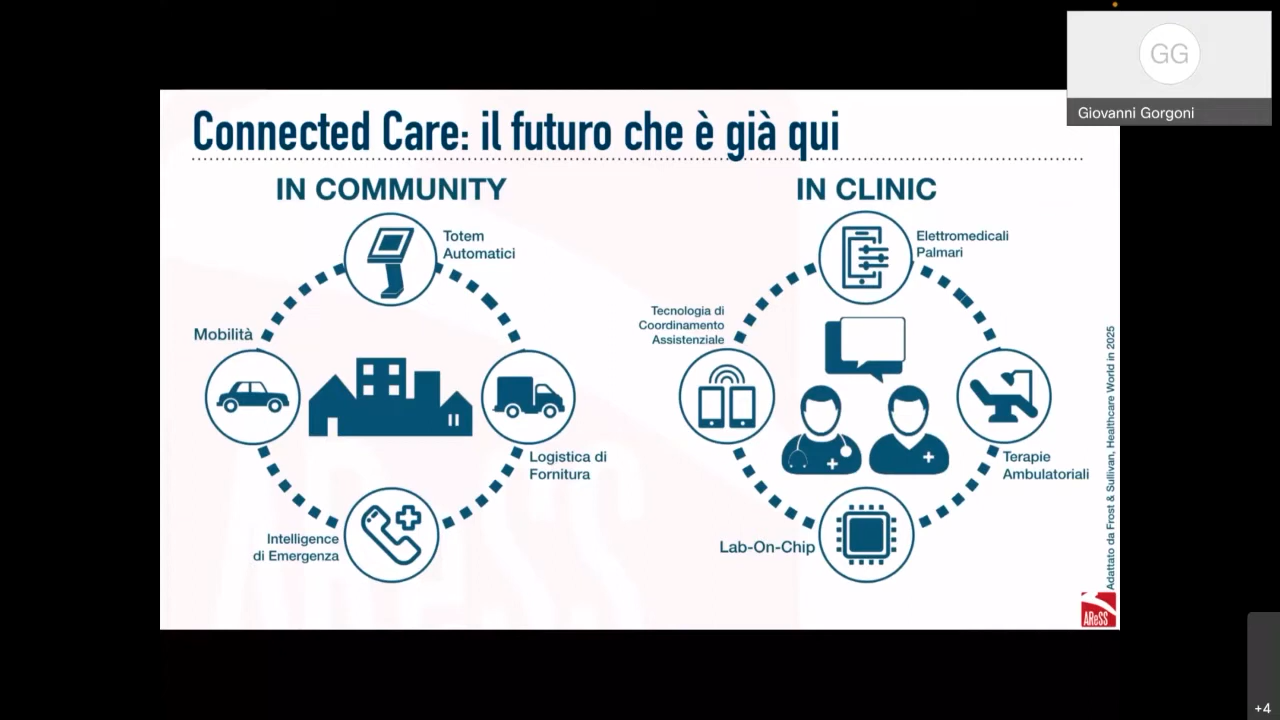 GG
Giovanni Gorgoni
Connected Care: il futuro che è già qui
IN COMMUNITY
Totem
Automatici
Mobilità
Logistica di
Fornitura
Intelligence
di Emergenza
IN CLINIC
Elettromedicali
Palmari
Tecnologia di
Coordinamento
Assistenziale
Terapie
Ambulatoriali
Lab-On-Chip
Adattato da Frost & Sullivan, Healthcare World in 2025
AReSS
AReSS
+4